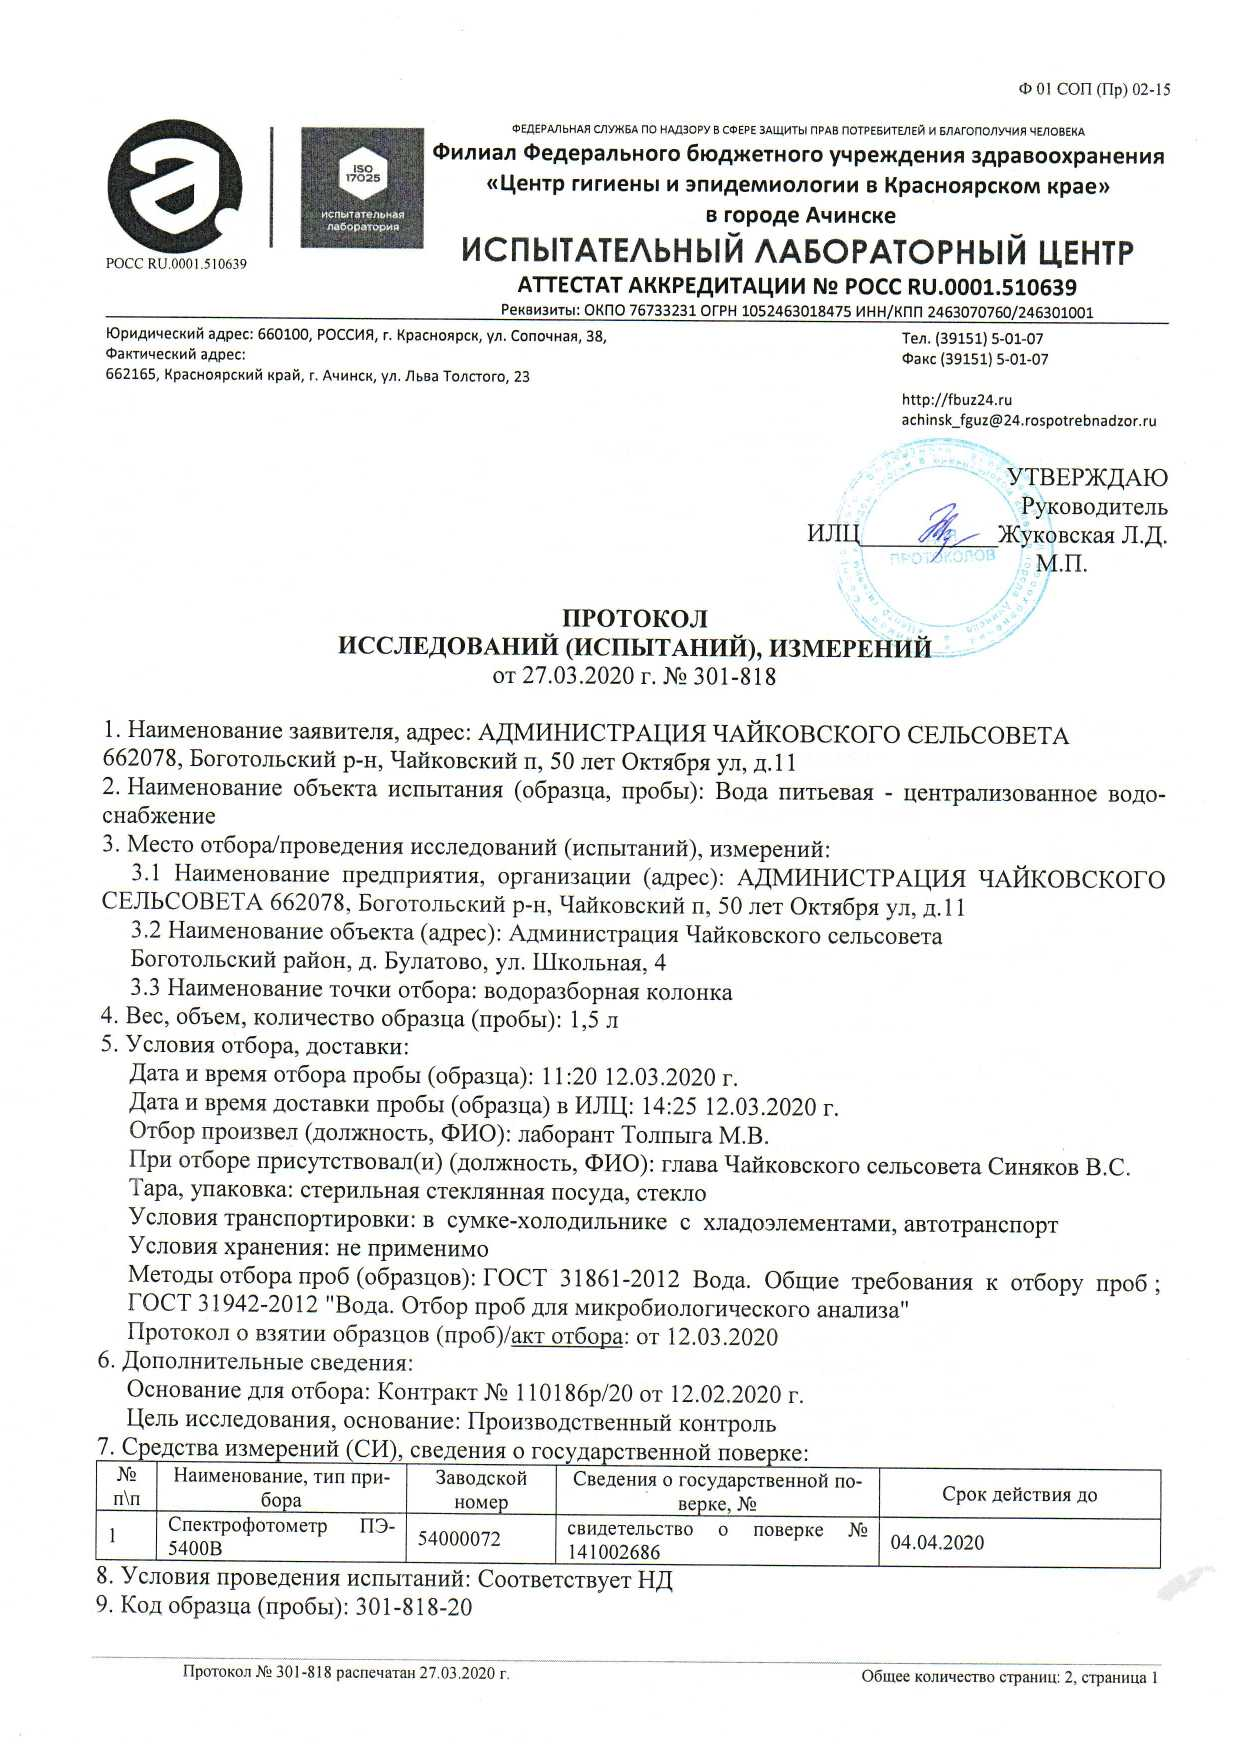 Ф 01 СОП (Пр) 02-15
ФЕДЕРАЛЬНАЯ СЛУЖБА ПО НАДЗОРУ В СФЕРЕ ЗАЩИТЫ ПРАВ ПОТРЕБИТЕЛЕЙ И БЛАГОПОЛУЧИЯ ЧЕЛОВЕКА
Филиал Федерального бюджетного учреждения здравоохранения
«Центр гигиены и эпидемиологии в Красноярском крае»
в городе Ачинске
ISO
17025
испытательная
лаборатория
ИСПЫТАТЕЛЬНЫЙ ЛАБОРАТОРНЫЙ ЦЕНТР
РОСС RU.0001.510639
АТТЕСТАТ АККРЕДИТАЦИИ № РОСС RU.0001.510639
Реквизиты: ОКПО 76733231 ОГРН 1052463018475 ИНН/КПП 2463070760/246301001
Юридический адрес: 660100, РОССИЯ, г. Красноярск, ул. Сопочная, 38,
Фактический адрес:
662165, Красноярский край, г. Ачинск, ул. Льва Толстого, 23
Тел. (39151) 5-01-07
Факс (39151) 5-01-07
http://fbuz24.ru
achinsk_fguz@24.rospotrebnadzor.ru
УТВЕРЖДАЮ
Руководитель
ИЛЦ___________Жуковская Л.Д.
ПРОТОКОЛОВ
М.П.
ПРОТОКОЛ
ИССЛЕДОВАНИЙ (ИСПЫТАНИЙ), ИЗМЕРЕНИЙ
от 27.03.2020 г. № 301-818
1. Наименование заявителя, адрес: АДМИНИСТРАЦИЯ ЧАЙКОВСКОГО СЕЛЬСОВЕТА
662078, Боготольский р-н, Чайковский п, 50 лет Октября ул, д.11
2. Наименование объекта испытания (образца, пробы): Вода питьевая - централизованное водо-
снабжение
3. Место отбора/проведения исследований (испытаний), измерений:
3.1 Наименование предприятия, организации (адрес): АДМИНИСТРАЦИЯ ЧАЙКОВСКОГО
СЕЛЬСОВЕТА 662078, Боготольский р-н, Чайковский п, 50 лет Октября ул, д.11
3.2 Наименование объекта (адрес): Администрация Чайковского сельсовета
Боготольский район, д. Булатово, ул. Школьная, 4
3.3 Наименование точки отбора: водоразборная колонка
4. Вес, объем, количество образца (пробы): 1,5 л
5. Условия отбора, доставки:
Дата и время отбора пробы (образца): 11:20 12.03.2020 г.
Дата и время доставки пробы (образца) в ИЛЦ: 14:25 12.03.2020 г.
Отбор произвел (должность, ФИО): лаборант Толпыга М.В.
При отборе присутствовал(и) (должность, ФИО): глава Чайковского сельсовета Синяков В.С.
Тара, упаковка: стерильная стеклянная посуда, стекло
Условия транспортировки: в сумке-холодильнике с хладоэлементами, автотранспорт
Условия хранения: не применимо
Методы отбора проб (образцов): ГОСТ 31861-2012 Вода. Общие требования к отбору проб ;
ГОСТ 31942-2012 "Вода. Отбор проб для микробиологического анализа"
Протокол о взятии образцов (проб)/акт отбора: от 12.03.2020
6. Дополнительные сведения:
Основание для отбора: Контракт № 110186р/20 от 12.02.2020 г.
Цель исследования, основание: Производственный контроль
7. Средства измерений (СИ), сведения о государственной поверке:
№
п\п
Наименование, тип при-
бора
Заводской
номер
Сведения о государственной по-
верке, №
Срок действия до
1
Спектрофотометр ПЭ-
5400В
54000072
свидетельство о поверке №
141002686
04.04.2020
8. Условия проведения испытаний: Соответствует НД
9. Код образца (пробы): 301-818-20
Протокол № 301-818 распечатан 27.03.2020 г.
Общее количество страниц: 2, страница 1